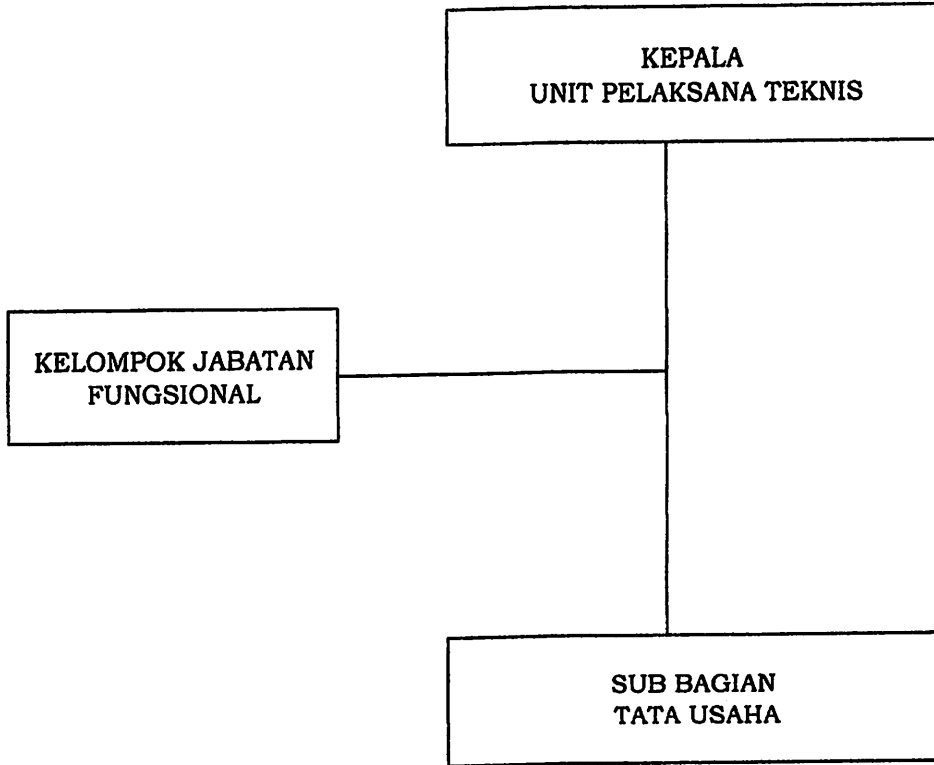 KEPALA
UNIT PELAKSANA TEKNIS
KELOMPOK JABATAN
FUNGSIONAL
SUB BAGIAN
TATA USAHA